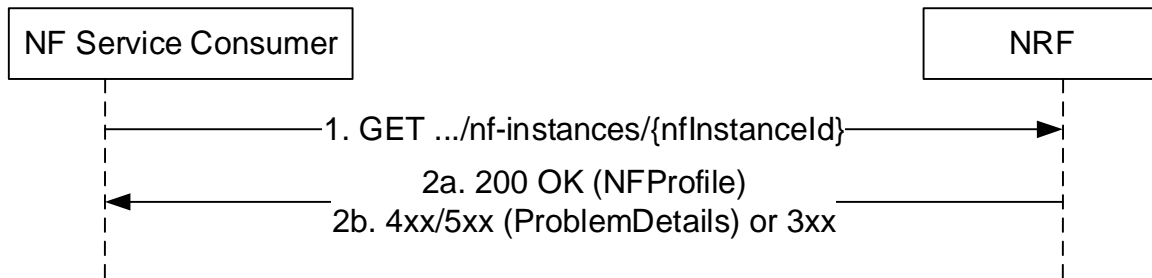 NF Service Consumer
NRF
1. GET .../nf-instances/{nfInstanceId}
2a. 200 OK (NFProfile)
2b. 4xx/5xx (ProblemDetails) or 3xx